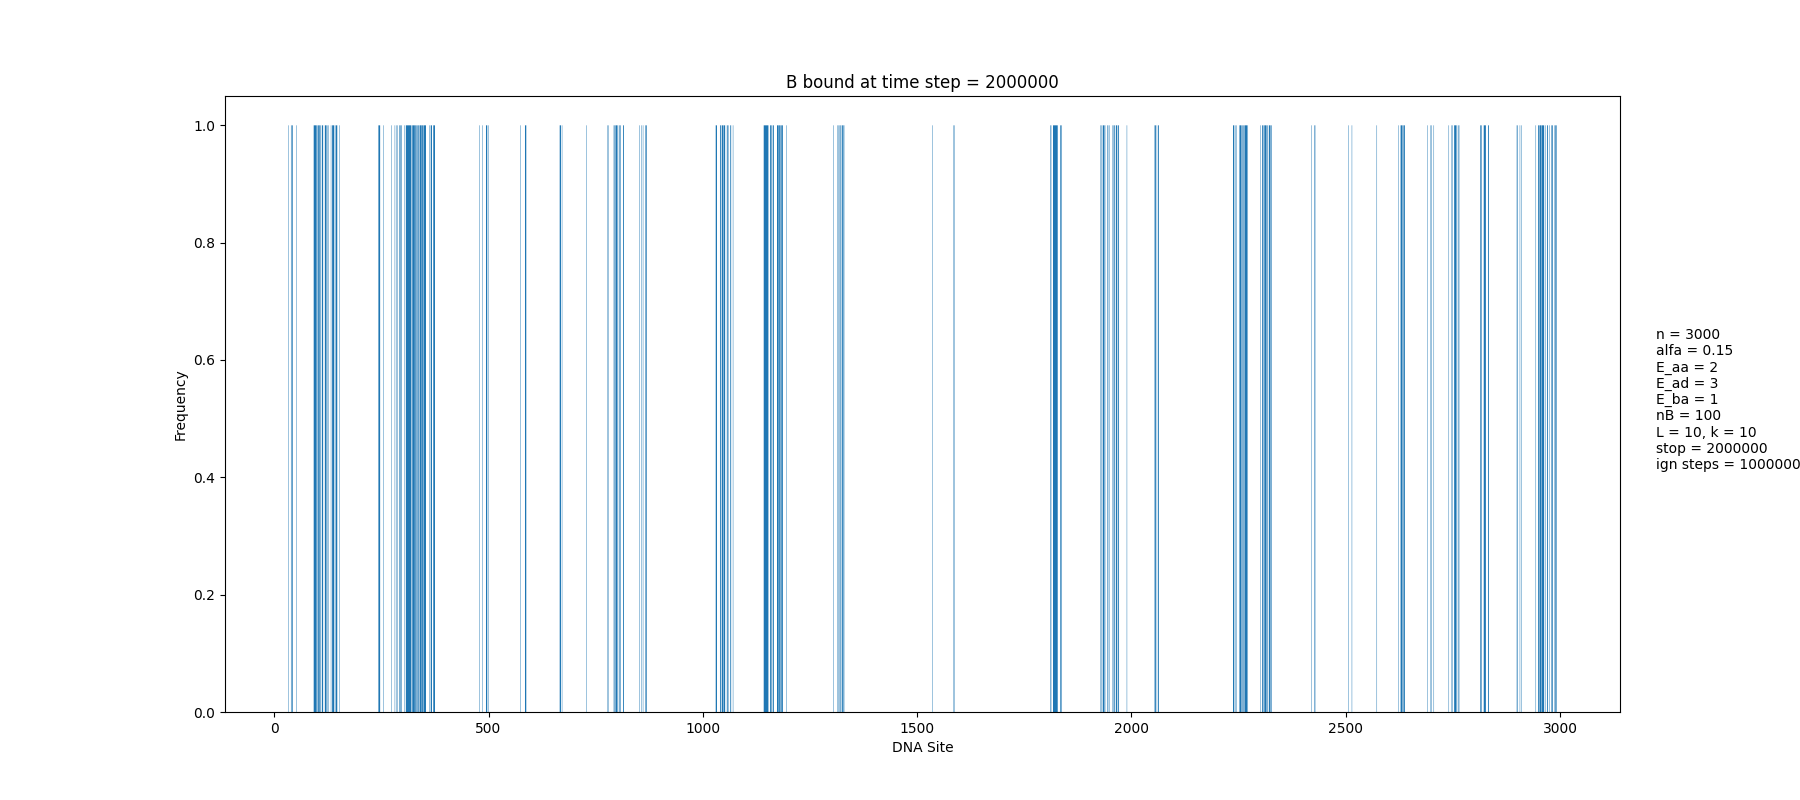 B bound at time step = 2000000
1.0
0.8
0.6
0.4
0.2
0.0
Frequency
0 500 1000 1500 2000 2500 3000
DNA Site
n = 3000
alfa = 0.15
E_aa = 2
E_ad = 3
E_ba = 1
nB = 100
L = 10, k = 10
stop = 2000000
ign steps = 1000000